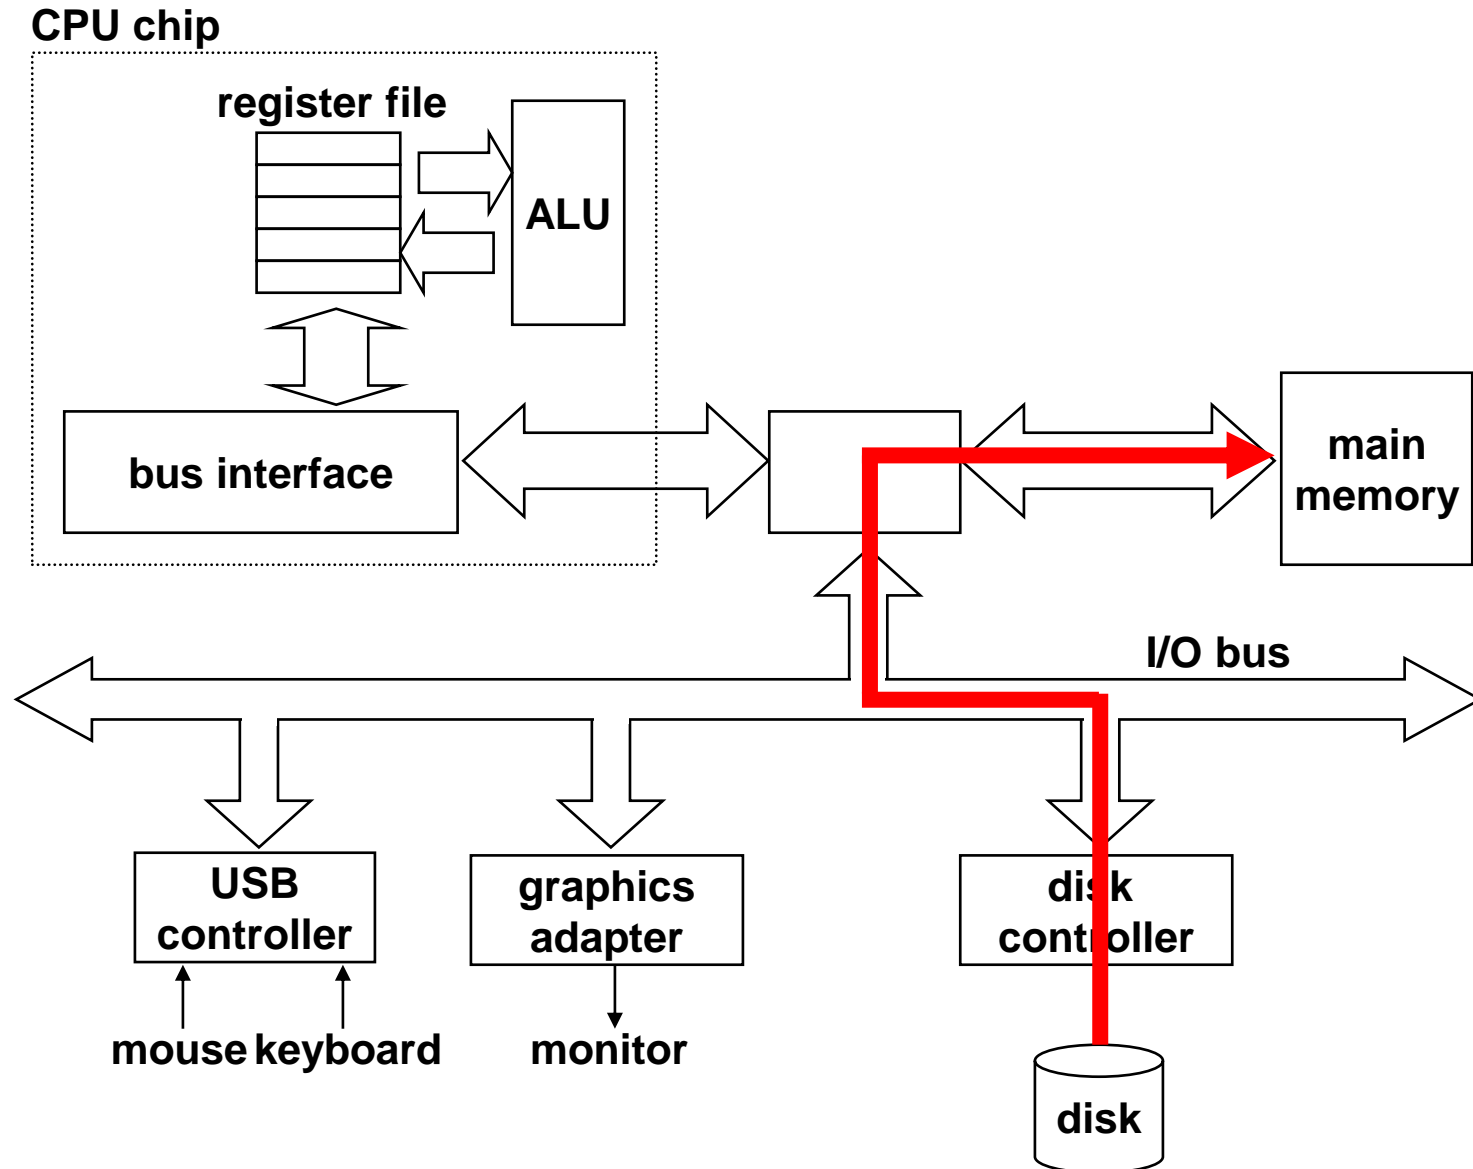 CPU chip
register file
ALU
bus interface
main
memory
I/O bus
USB
controller
graphics
adapter
disk
controller
mouse keyboard
monitor
disk